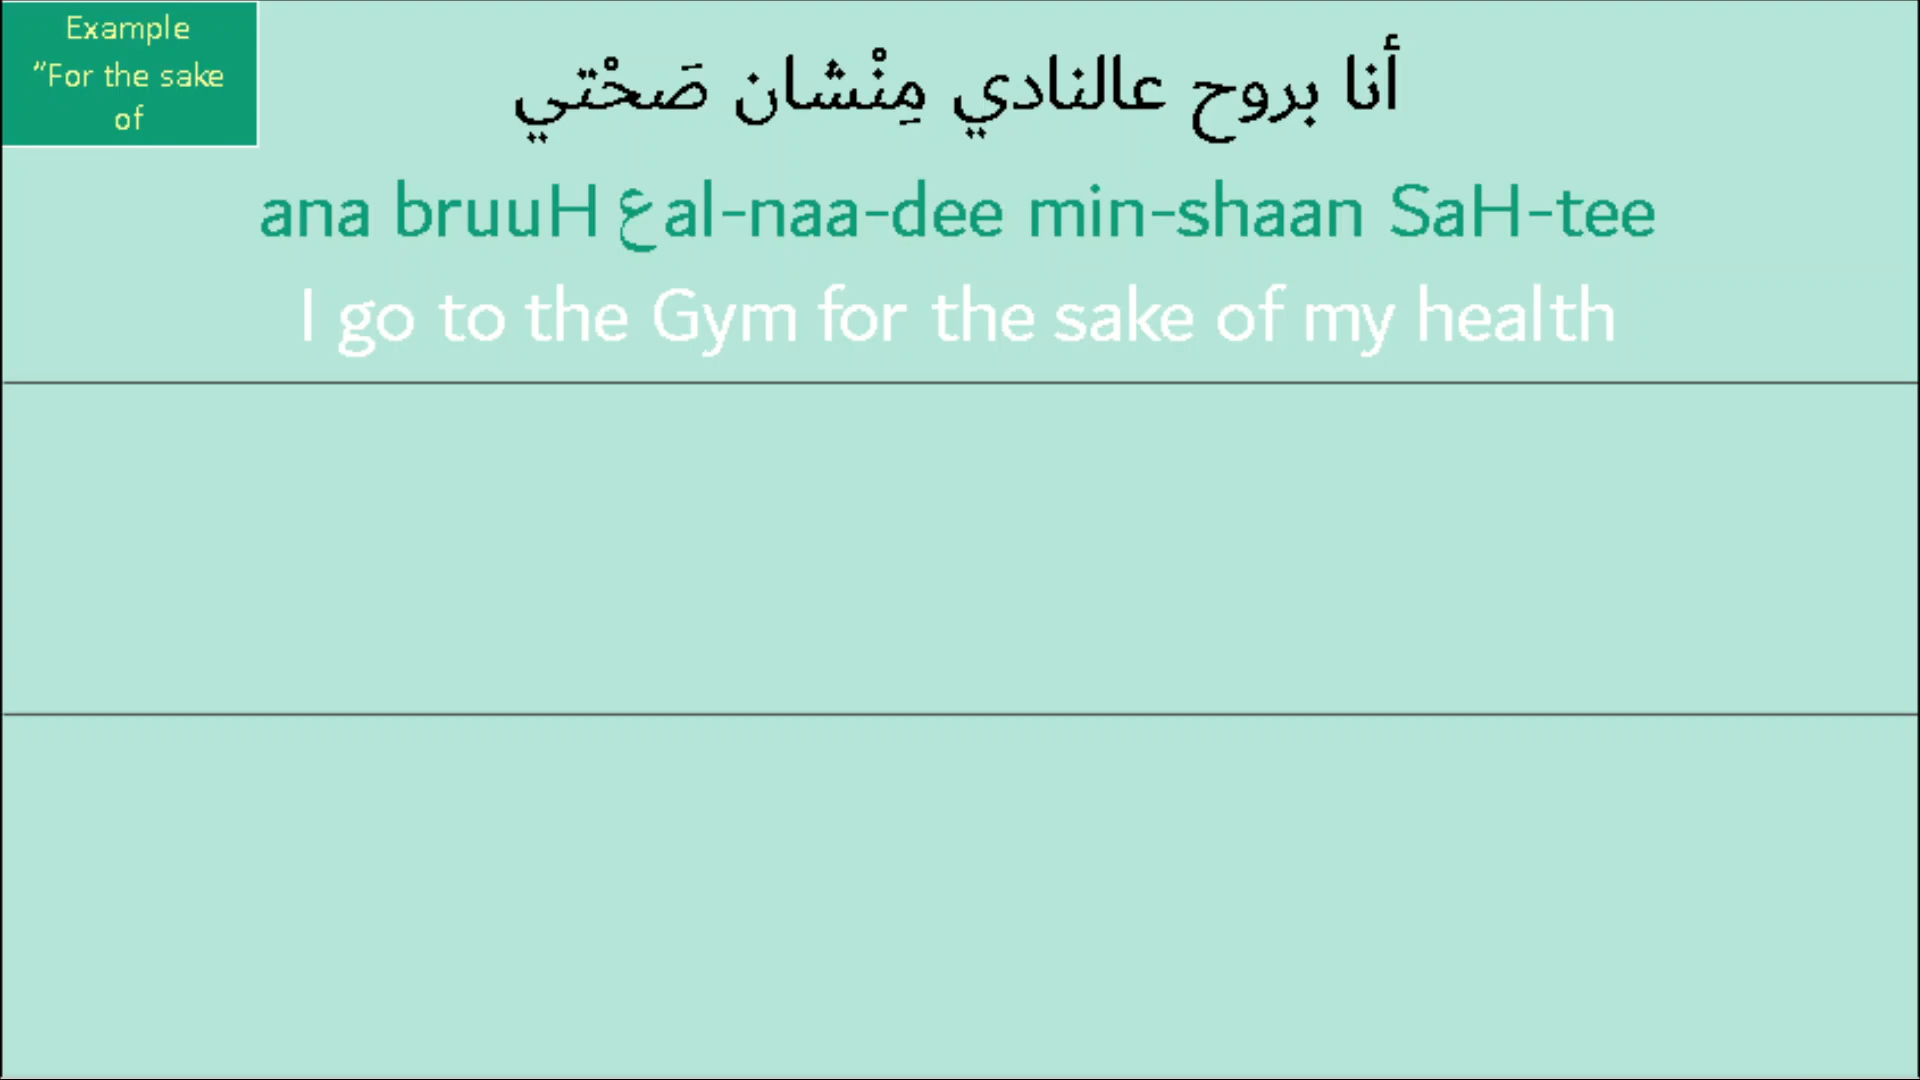 Example
“For the sake
of
أنا بروح عالنادي مِنْشان صَحْتي
ana bruuH عal-naa-dee min-shaan SaH-tee
I go to the Gym for the sake of my health